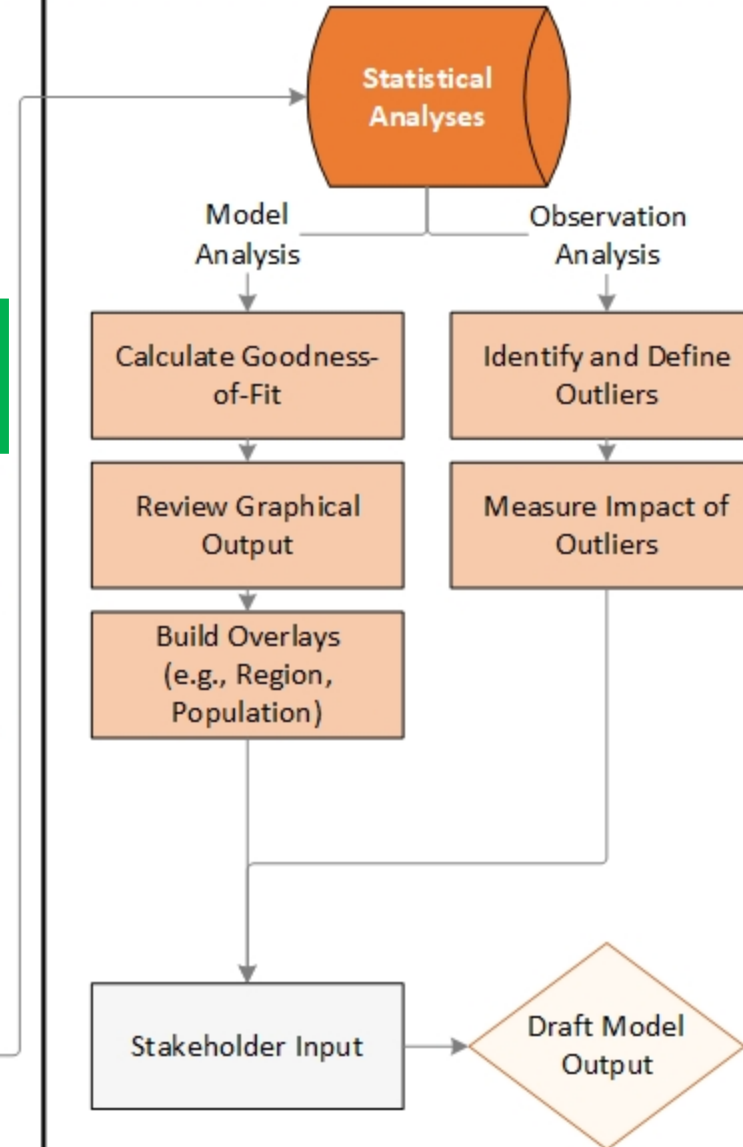 Statistical
Analyses
Model
Analysis
Observation
Analysis
Calculate Goodness-
of-Fit
Identify and Define
Outliers
Review Graphical
Output
Measure Impact of
Outliers
Build Overlays
(e.g., Region,
Population)
Stakeholder Input
Draft Model
Output